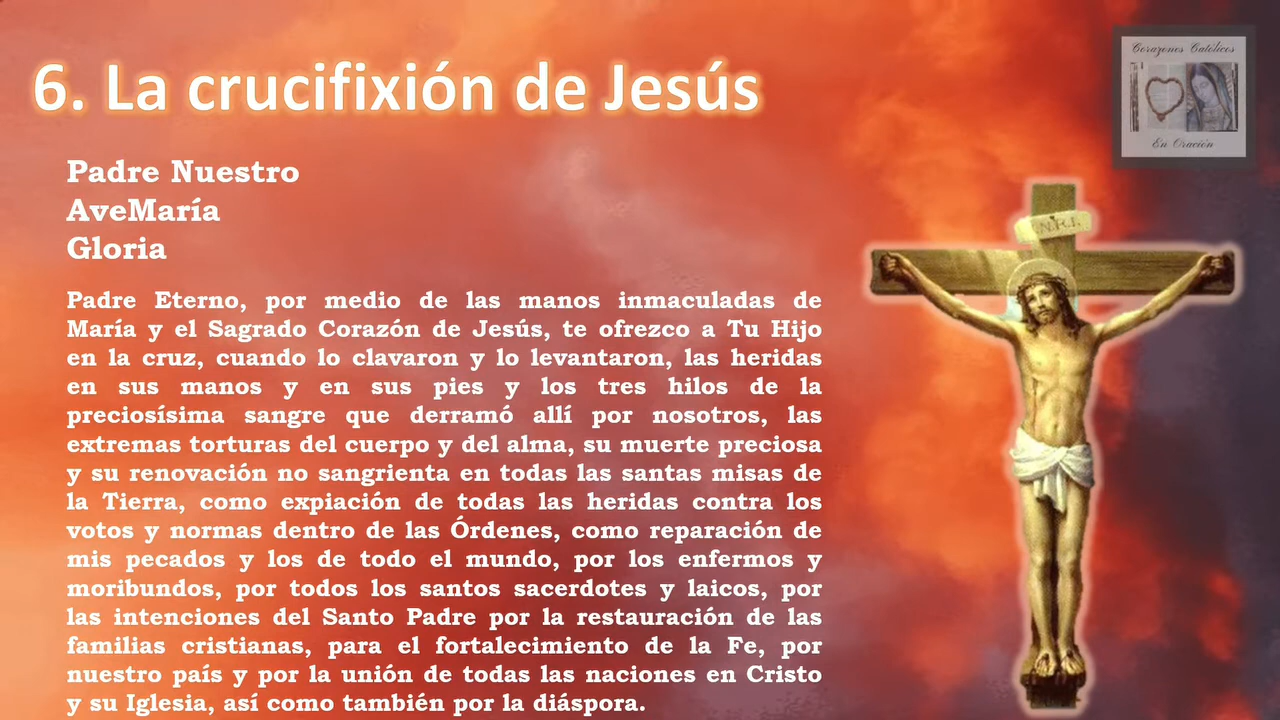 6. La crucifixión de Jesús
Corazones Católicos
En Oración
Padre Nuestro
AveMaría
Gloria
I.N.R.I.
Padre Eterno, por medio de las manos inmaculadas de
María y el Sagrado Corazón de Jesús, te ofrezco a Tu Hijo
en la cruz, cuando lo clavaron y lo levantaron, las heridas
en sus manos y en sus pies y los tres hilos de la
preciosísima sangre que derramó allí por nosotros, las
extremas torturas del cuerpo y del alma, su muerte preciosa
y su renovación no sangrienta en todas las santas misas de
la Tierra, como expiación de todas las heridas contra los
votos y normas dentro de las Órdenes, como reparación de
mis pecados y los de todo el mundo, por los enfermos y
moribundos, por todos los santos sacerdotes y laicos, por
las intenciones del Santo Padre por la restauración de las
familias cristianas, para el fortalecimiento de la Fe, por
nuestro país y por la unión de todas las naciones en Cristo
y su Iglesia, así como también por la diáspora.